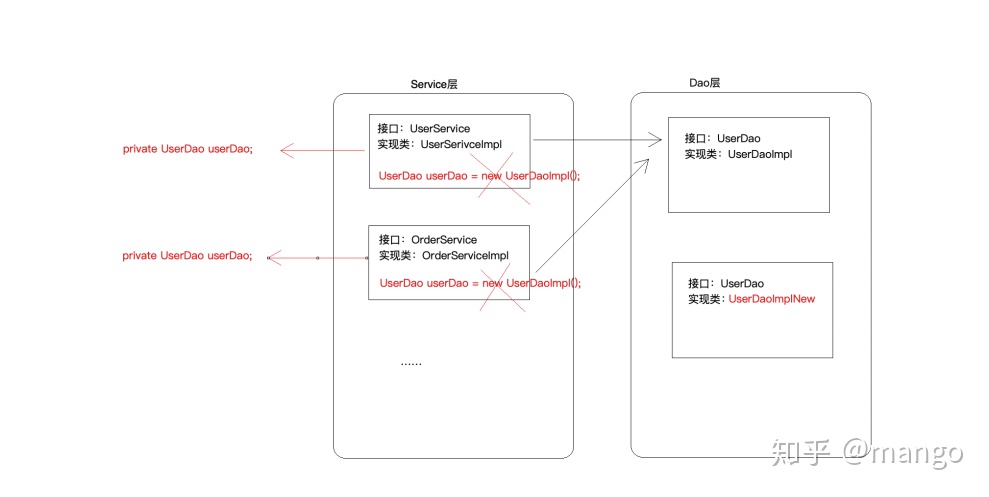 Service层
Dao层
接口：UserService
实现类：UserSerivceImpl
UserDao userDao = new UserDaoImpl();
private UserDao userDao;
接口：UserDao
实现类：UserDaoImpl
接口：OrderService
实现类：OrderServiceImpl
UserDao userDao = new UserDaoImpl();
private UserDao userDao;
接口：UserDao
实现类：UserDaoImplNew
......
知乎 @mango